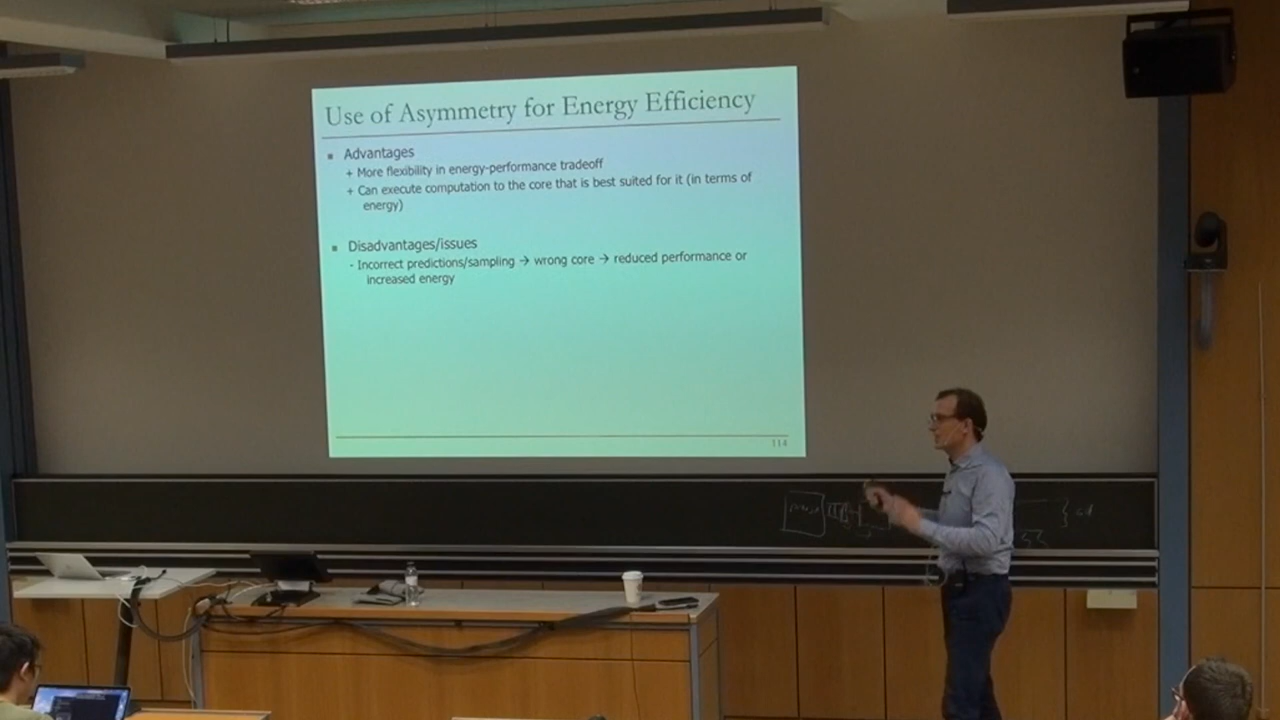 Use of Asymmetry for Energy Efficiency
▪ Advantages
+ More flexibility in energy-performance tradeoff
+ Can execute computation to the core that is best suited for it (in terms of
energy)
▪ Disadvantages/issues
- Incorrect predictions/sampling → wrong core → reduced performance or
increased energy
114